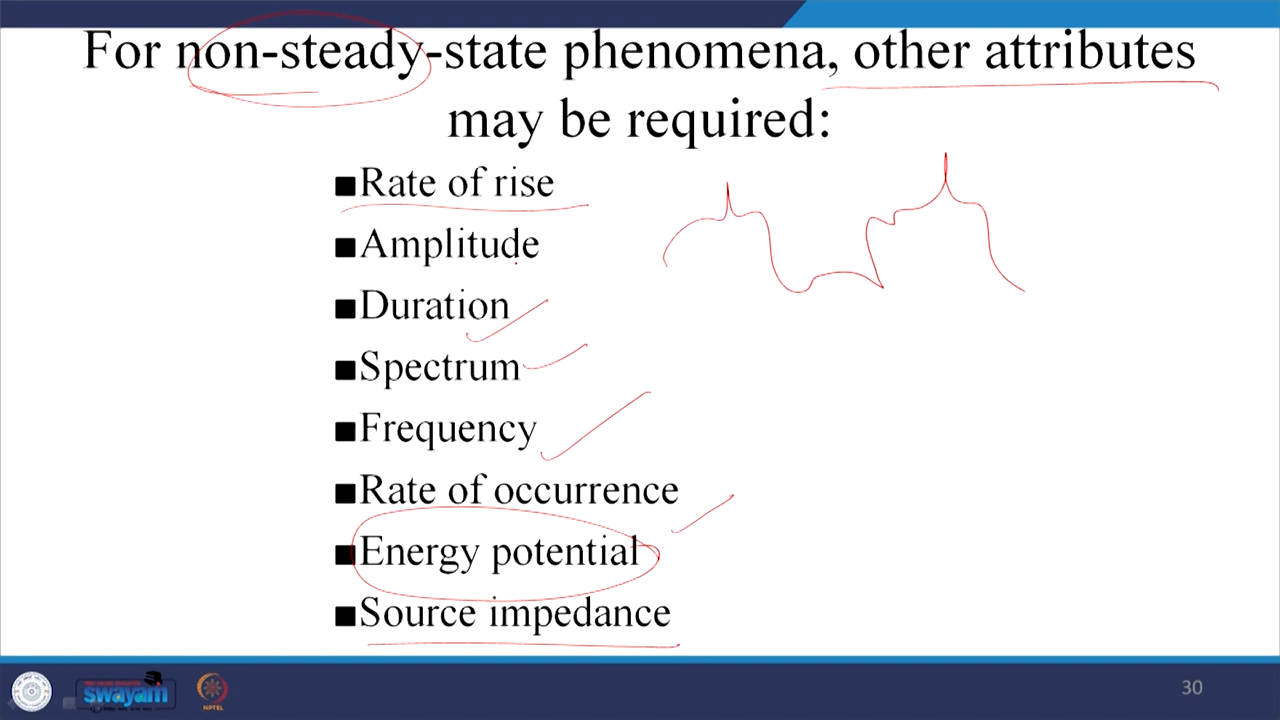 For non-steady-state phenomena, other attributes
may be required:
■Rate of rise
■Amplitude
■Duration
■Spectrum
■Frequency
■Rate of occurrence
■Energy potential
■Source impedance
swayam
NPTEL
30